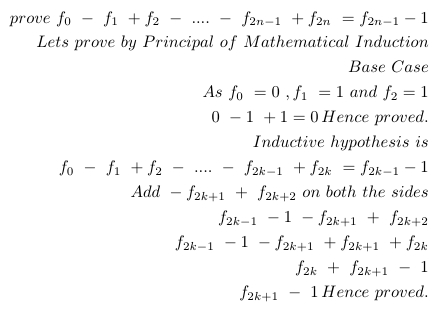 prove f₀ − f₁ + f₂ − .... − f₂ₙ₋₁ + f₂ₙ = f₂ₙ₋₁ − 1
Lets prove by Principal of Mathematical Induction
Base Case
As f₀ = 0 , f₁ = 1 and f₂ = 1
0 − 1 + 1 = 0 Hence proved.
Inductive hypothesis is
f₀ − f₁ + f₂ − .... − f₂ₖ₋₁ + f₂ₖ = f₂ₖ₋₁ − 1
Add − f₂ₖ₊₁ + f₂ₖ₊₂ on both the sides
f₂ₖ₋₁ − 1 − f₂ₖ₊₁ + f₂ₖ₊₂
f₂ₖ₋₁ − 1 − f₂ₖ₊₁ + f₂ₖ₊₁ + f₂ₖ
f₂ₖ + f₂ₖ₊₁ − 1
f₂ₖ₊₁ − 1 Hence proved.